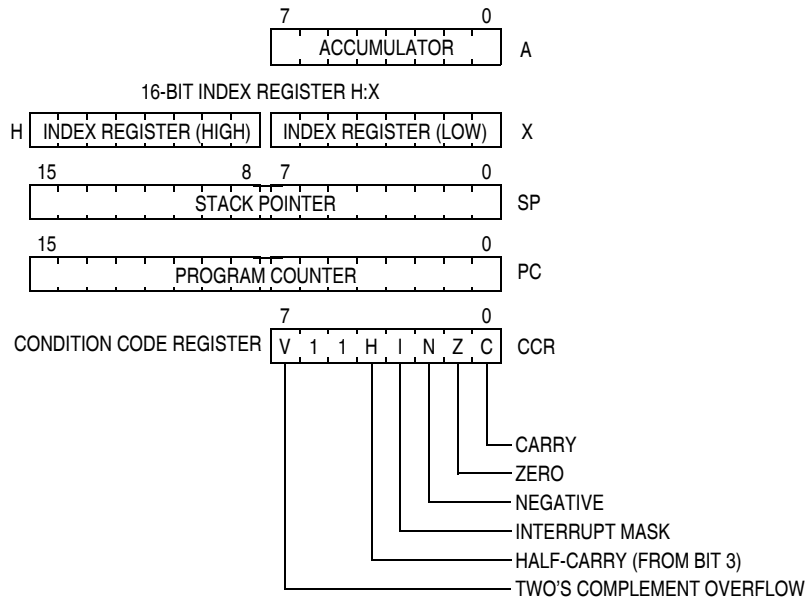 7 0
ACCUMULATOR A
16-BIT INDEX REGISTER H:X
H INDEX REGISTER (HIGH) INDEX REGISTER (LOW) X
15 8 7 0
STACK POINTER SP
15 0
PROGRAM COUNTER PC
7 0
CONDITION CODE REGISTER V 1 1 H I N Z C CCR
CARRY
ZERO
NEGATIVE
INTERRUPT MASK
HALF-CARRY (FROM BIT 3)
TWO'S COMPLEMENT OVERFLOW